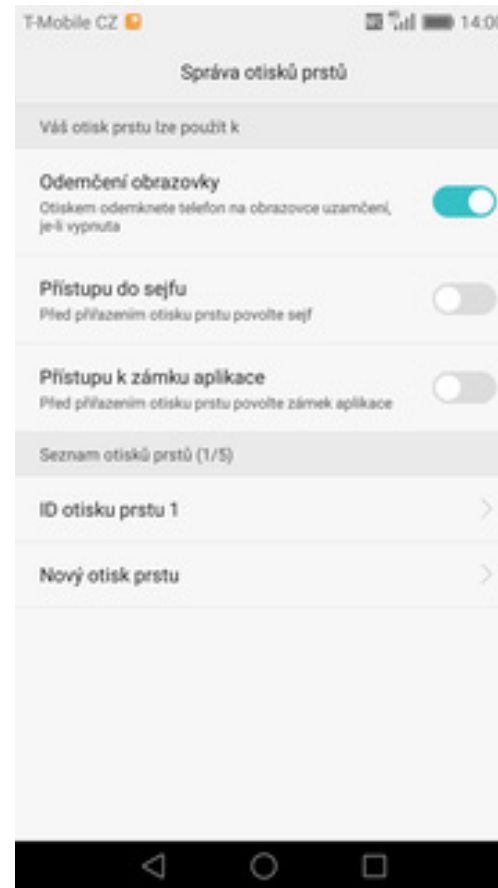 T-Mobile CZ
14:00
Správa otisků prstů
Váš otisk prstu lze použít k
Odemčení obrazovky
Otiskem odemknete telefon na obrazovce uzamčení,
je-li vypnuta
Přístupu do sejfu
Před přiřazením otisku prstu povolte sejf
Přístupu k zámku aplikace
Před přiřazením otisku prstu povolte zámek aplikace
Seznam otisků prstů (1/5)
ID otisku prstu 1
Nový otisk prstu